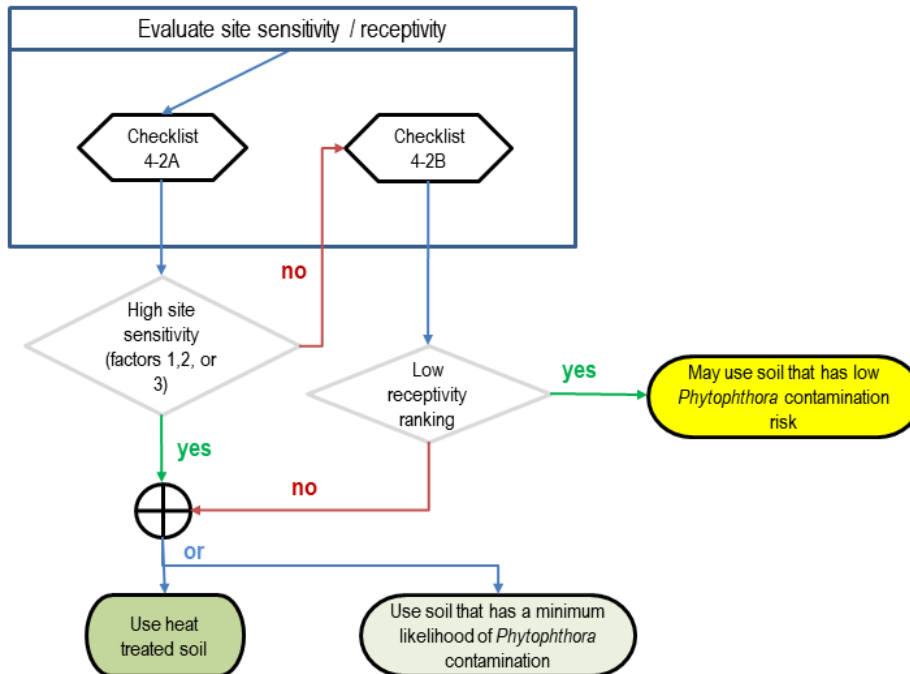 Evaluate site sensitivity / receptivity
Checklist
4-2A
Checklist
4-2B
no
High site
sensitivity
(factors 1,2, or
3)
Low
receptivity
ranking
yes
May use soil that has low
Phytophthora contamination
risk
yes
no
or
Use heat
treated soil
Use soil that has a minimum
likelihood of Phytophthora
contamination